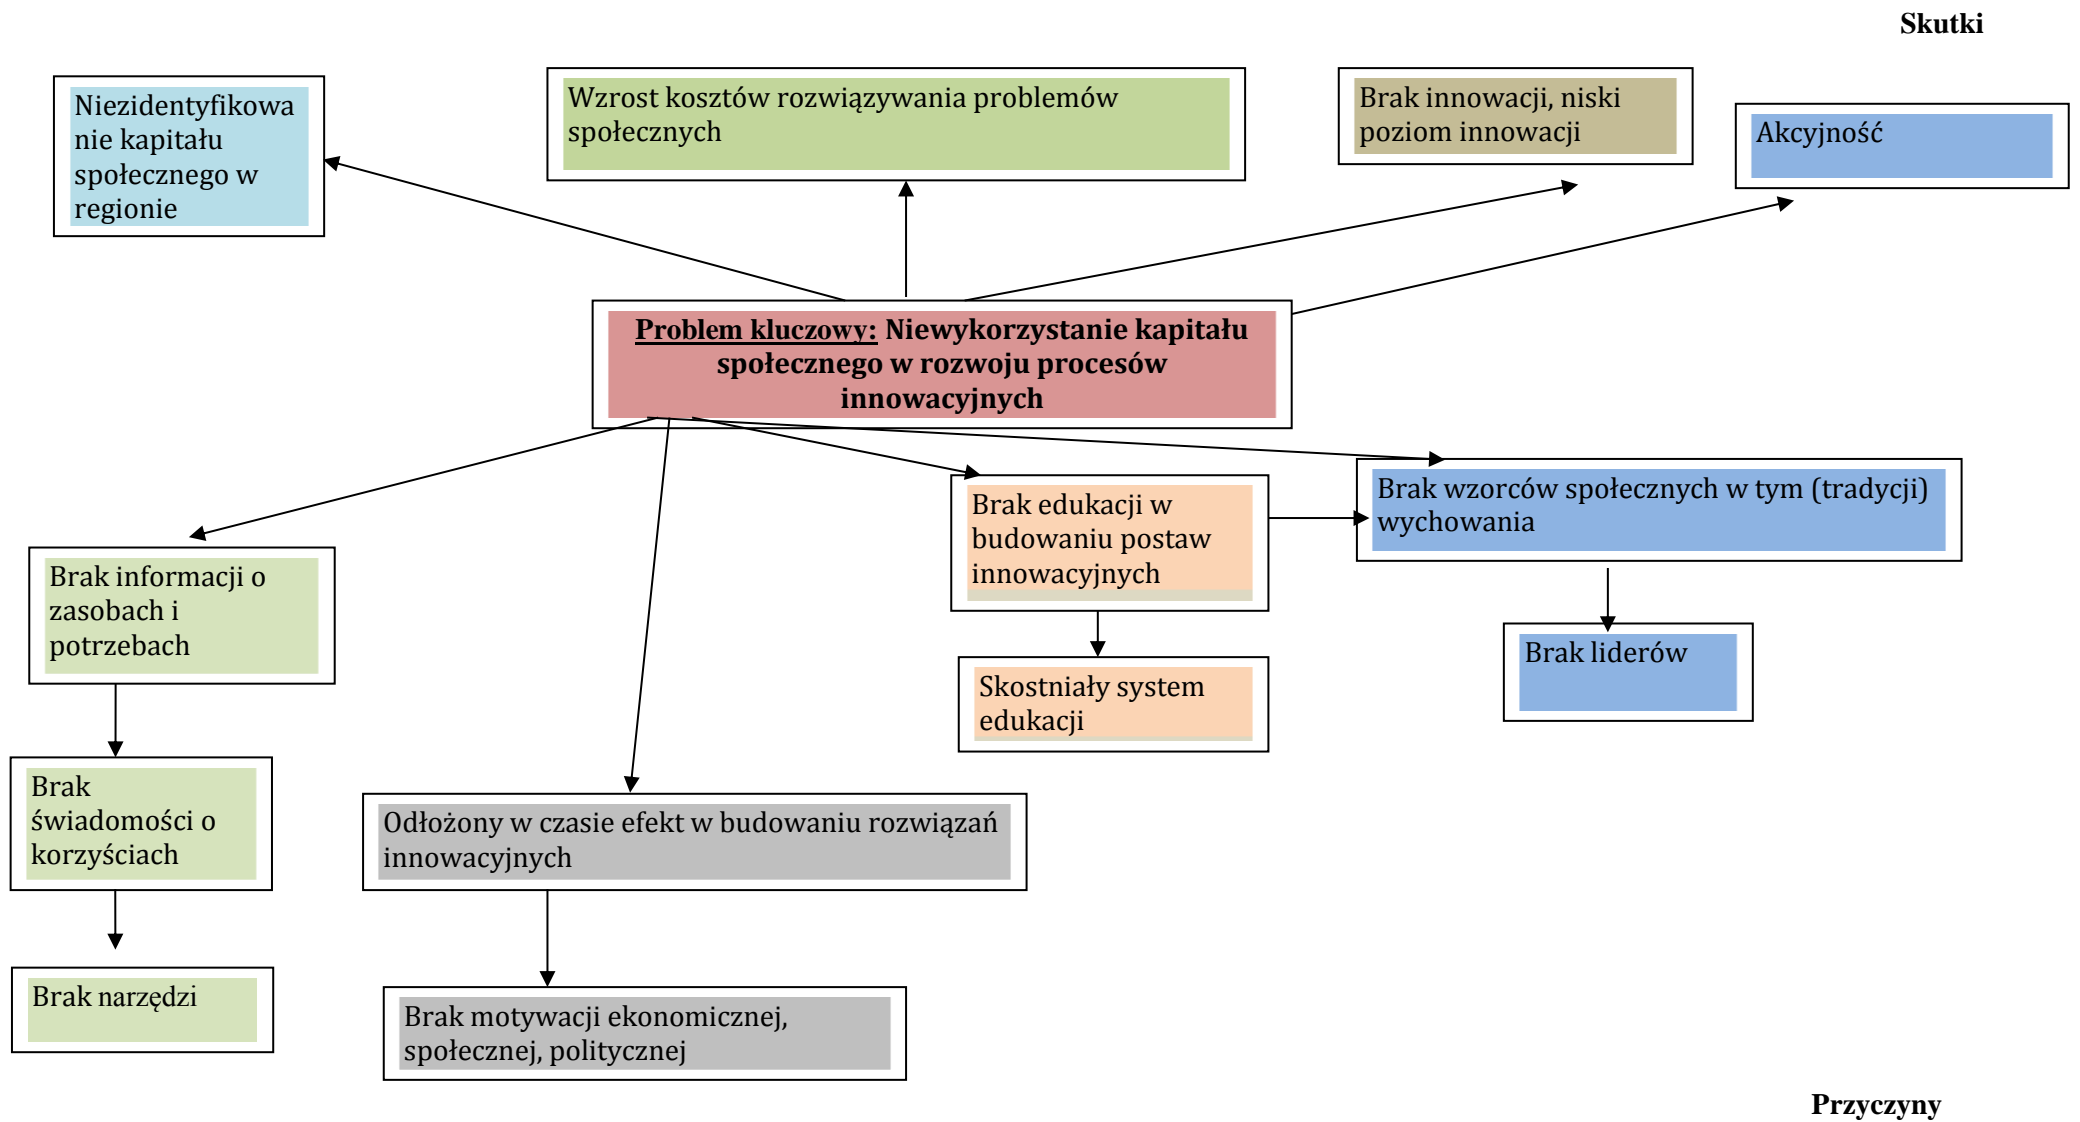 Skutki
Niezidentyfikowa
nie kapitału
społecznego w
regionie
Wzrost kosztów rozwiązywania problemów
społecznych
Brak innowacji, niski
poziom innowacji
Akcyjność
Problem kluczowy: Niewykorzystanie kapitału
społecznego w rozwoju procesów
innowacyjnych
Brak informacji o
zasobach i
potrzebach
Brak edukacji w
budowaniu postaw
innowacyjnych
Brak wzorców społecznych w tym (tradycji)
wychowania
Skostniały system
edukacji
Brak liderów
Brak
świadomości o
korzyściach
Odłożony w czasie efekt w budowaniu rozwiązań
innowacyjnych
Brak narzędzi
Brak motywacji ekonomicznej,
społecznej, politycznej
Przyczyny